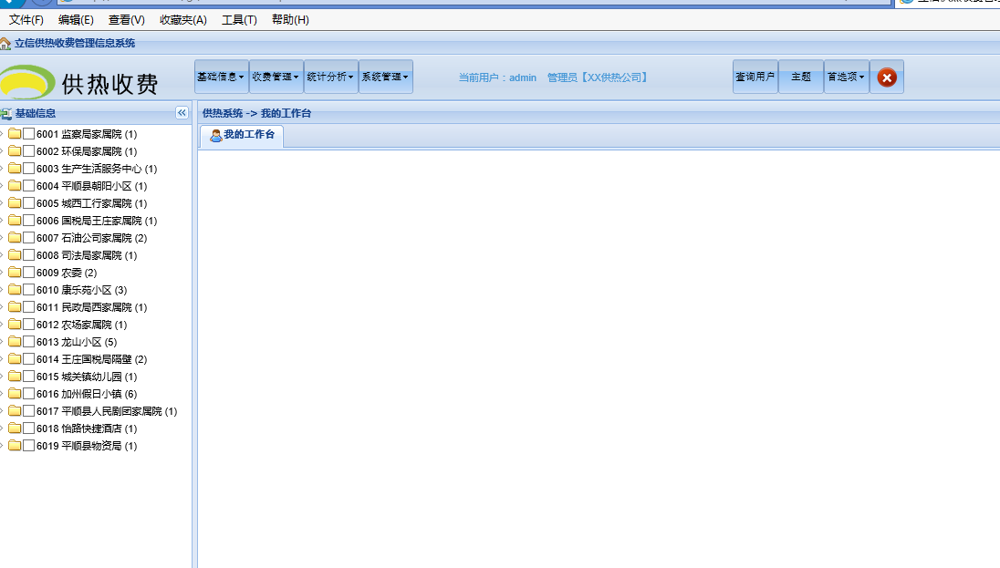 文件(F) 编辑(E) 查看(V) 收藏夹(A) 工具(T) 帮助(H)
立信供热收费管理信息系统
供热收费 基础信息 收费管理 统计分析 系统管理 当前用户：admin 管理员【XX供热公司】 查询用户 主题 首选项
基础信息
供热系统 -> 我的工作台
我的工作台
6001 监察局家属院 (1)
6002 环保局家属院 (1)
6003 生产生活服务中心 (1)
6004 平顺县朝阳小区 (1)
6005 城西工行家属院 (1)
6006 国税局王庄家属院 (1)
6007 石油公司家属院 (2)
6008 司法局家属院 (1)
6009 农委 (2)
6010 康乐苑小区 (3)
6011 民政局西家属院 (1)
6012 农场家属院 (1)
6013 龙山小区 (5)
6014 王庄国税局隔壁 (2)
6015 城关镇幼儿园 (1)
6016 加州假日小镇 (6)
6017 平顺县人民剧团家属院 (1)
6018 怡路快捷酒店 (1)
6019 平顺县物资局 (1)